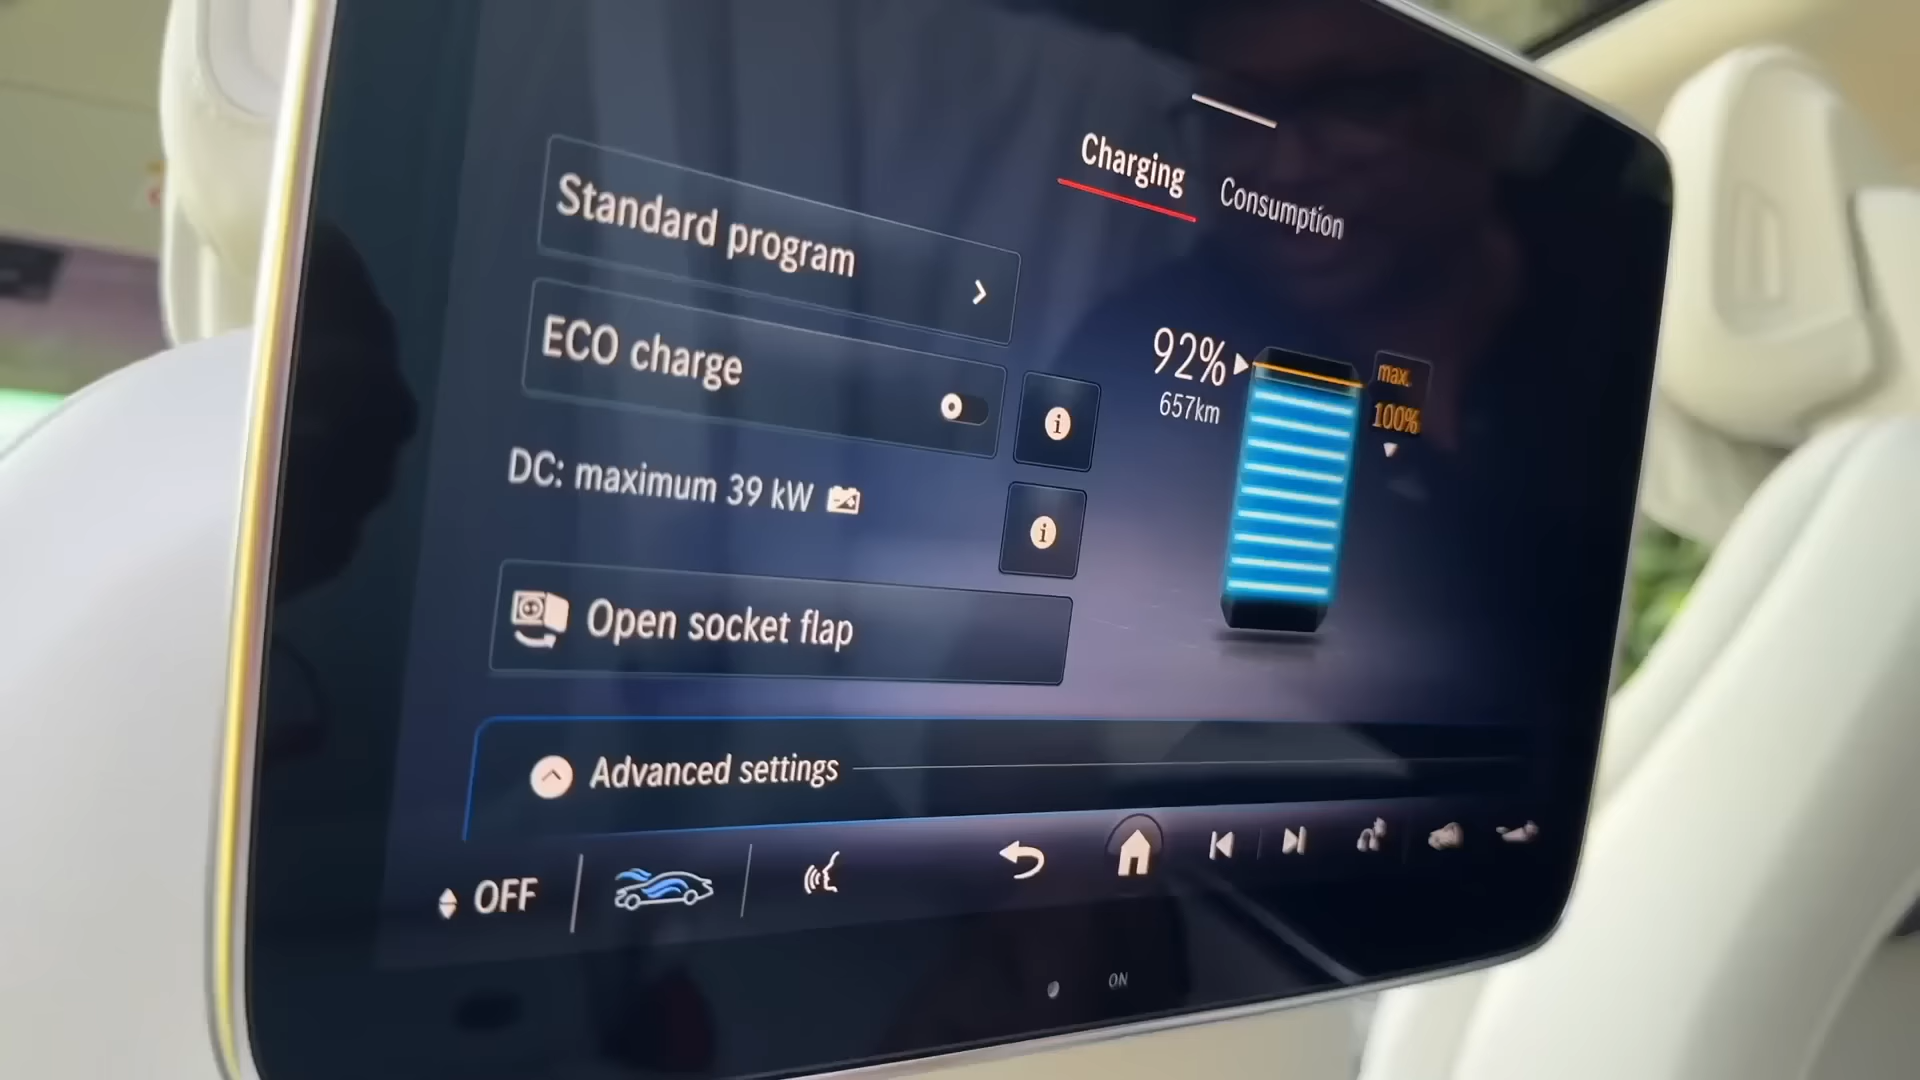 Charging
Consumption
Standard program
ECO charge
92%
657km
max.
100%
DC: maximum 39 kW
Open socket flap
Advanced settings
OFF
ON